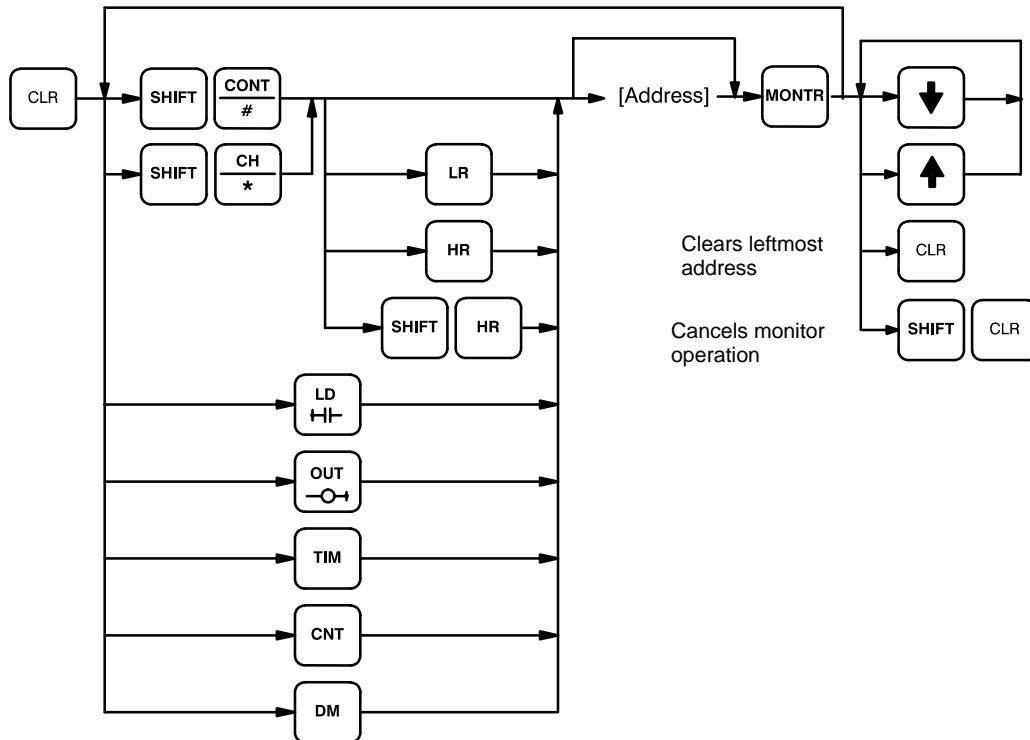 CLR
SHIFT
CONT
#
[Address]
MONTR
SHIFT
CH
*
LR
HR
Clears leftmost
address
CLR
SHIFT
HR
Cancels monitor
operation
SHIFT
CLR
LD
OUT
TIM
CNT
DM